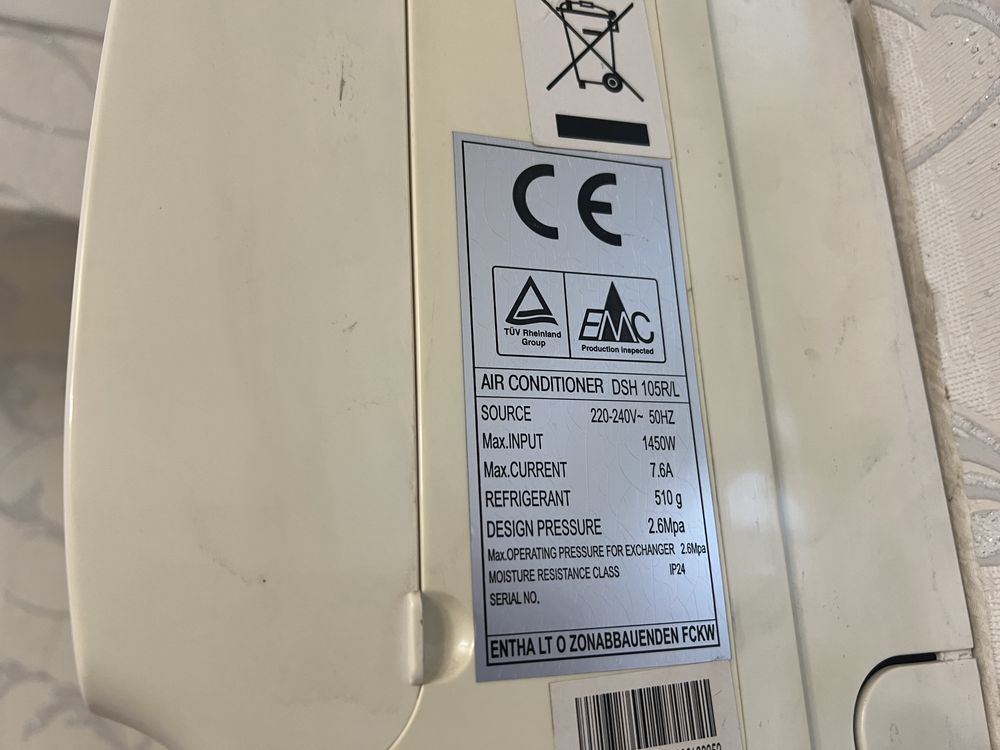 CE
TÜV Rheinland
Group
EMC
Production Inspected
AIR CONDITIONER DSH 105R/L
SOURCE 220-240V~ 50HZ
Max.INPUT 1450W
Max.CURRENT 7.6A
REFRIGERANT 510 g
DESIGN PRESSURE 2.6Mpa
Max.OPERATING PRESSURE FOR EXCHANGER 2.6Mpa
MOISTURE RESISTANCE CLASS IP24
SERIAL NO.
ENTHA LT O ZONABBAUENDEN FCKW